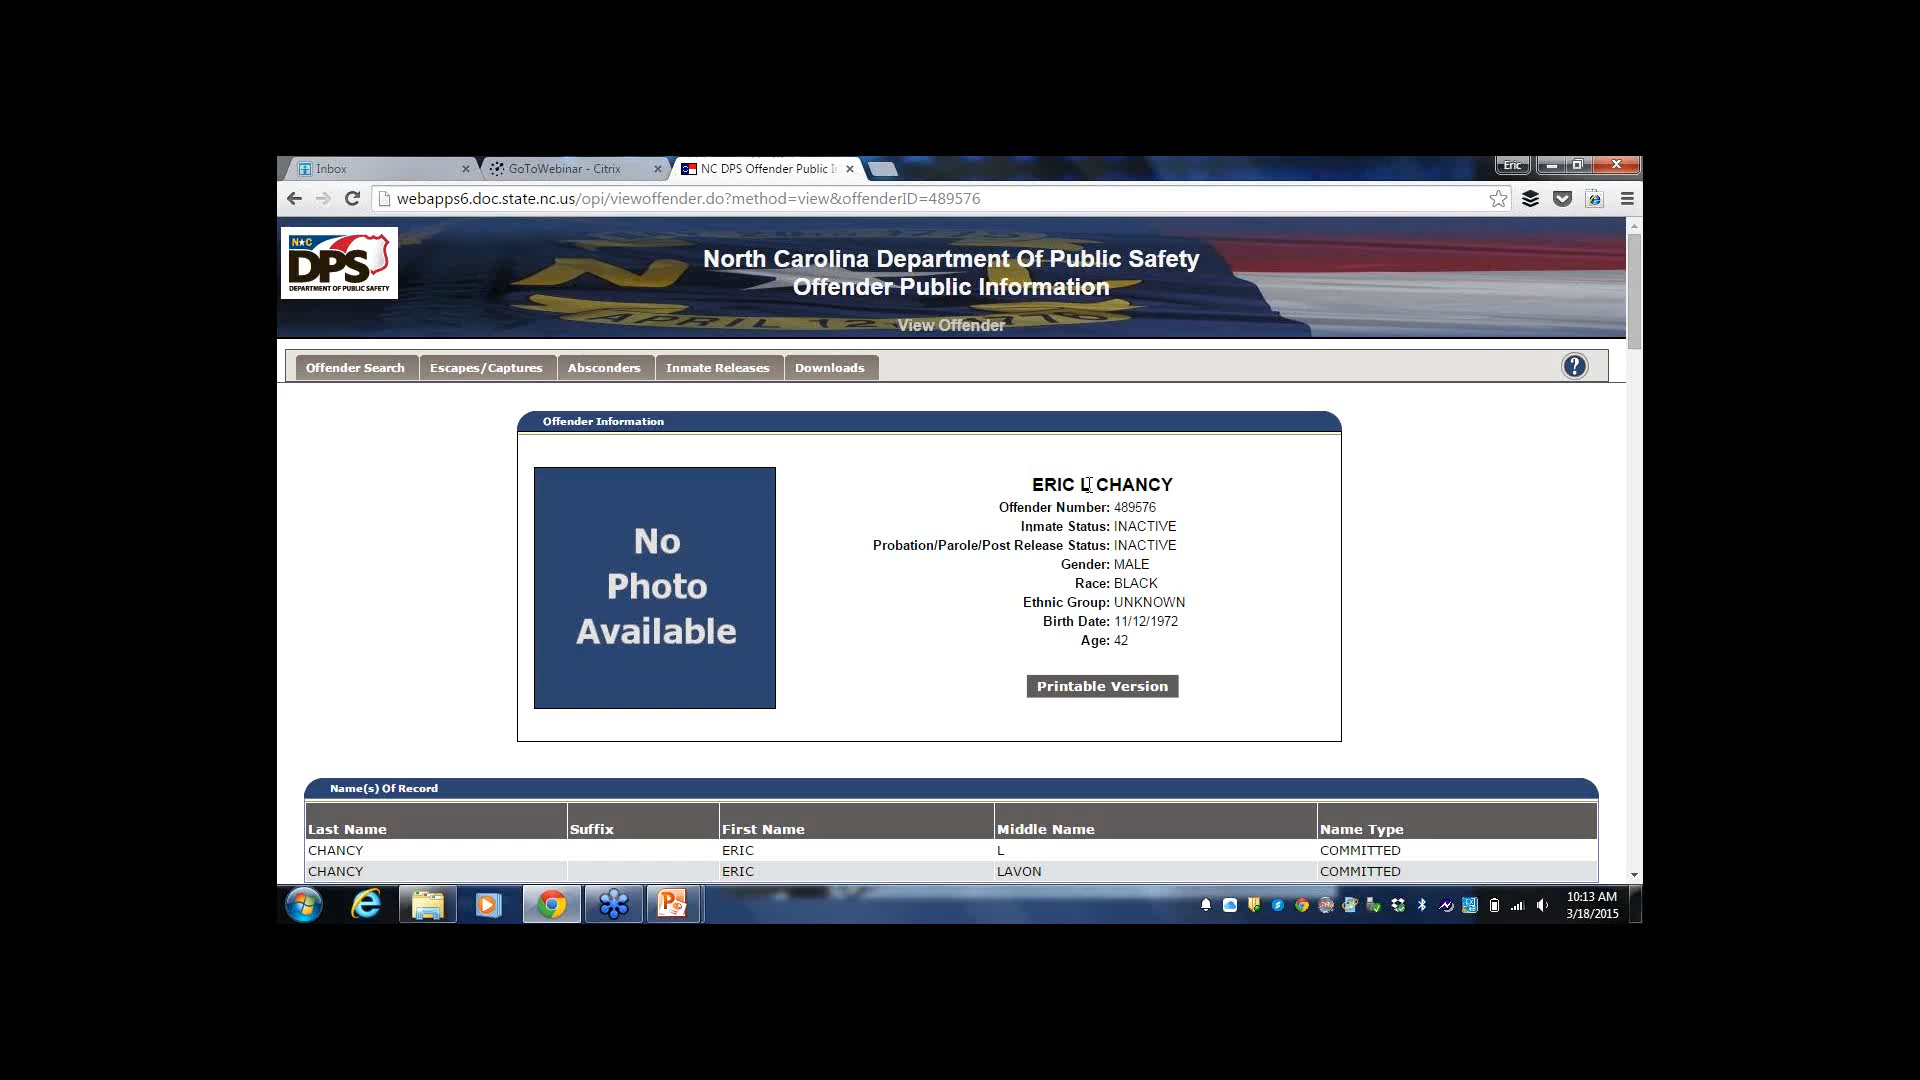 Inbox
GoToWebinar - Citrix
NC DPS Offender Public In
Eric
webapps6.doc.state.nc.us/opi/viewoffender.do?method=view&offenderID=489576
N★C
DPS
DEPARTMENT OF PUBLIC SAFETY
North Carolina Department Of Public Safety
Offender Public Information
View Offender
Offender Search
Escapes/Captures
Absconders
Inmate Releases
Downloads
?
Offender Information
No
Photo
Available
ERIC L CHANCY
Offender Number: 489576
Inmate Status: INACTIVE
Probation/Parole/Post Release Status: INACTIVE
Gender: MALE
Race: BLACK
Ethnic Group: UNKNOWN
Birth Date: 11/12/1972
Age: 42
Printable Version
Name(s) Of Record
Last Name Suffix First Name Middle Name Name Type
CHANCY ERIC L COMMITTED
CHANCY ERIC LAVON COMMITTED
10:13 AM
3/18/2015